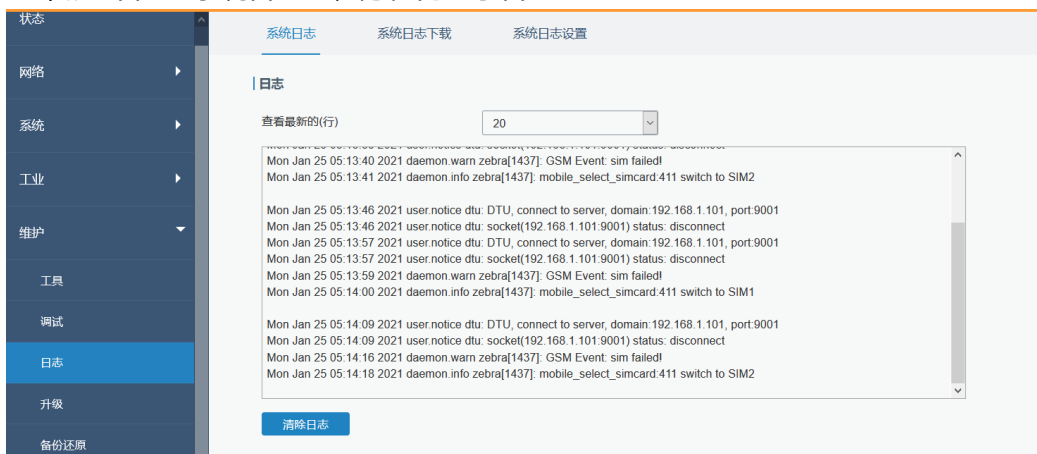 状态
网络
系统
工业
维护
工具
调试
日志
升级
备份还原
系统日志 系统日志下载 系统日志设置
日志
查看最新的(行) 20
Mon Jan 25 05:13:40 2021 daemon.warn zebra[1437]: GSM Event: sim failed!
Mon Jan 25 05:13:41 2021 daemon.info zebra[1437]: mobile_select_simcard:411 switch to SIM2
Mon Jan 25 05:13:46 2021 user.notice dtu: DTU, connect to server, domain:192.168.1.101, port:9001
Mon Jan 25 05:13:46 2021 user.notice dtu: socket(192.168.1.101:9001) status: disconnect
Mon Jan 25 05:13:57 2021 user.notice dtu: DTU, connect to server, domain:192.168.1.101, port:9001
Mon Jan 25 05:13:57 2021 user.notice dtu: socket(192.168.1.101:9001) status: disconnect
Mon Jan 25 05:13:59 2021 daemon.warn zebra[1437]: GSM Event: sim failed!
Mon Jan 25 05:14:00 2021 daemon.info zebra[1437]: mobile_select_simcard:411 switch to SIM1
Mon Jan 25 05:14:09 2021 user.notice dtu: DTU, connect to server, domain:192.168.1.101, port:9001
Mon Jan 25 05:14:09 2021 user.notice dtu: socket(192.168.1.101:9001) status: disconnect
Mon Jan 25 05:14:16 2021 daemon.warn zebra[1437]: GSM Event: sim failed!
Mon Jan 25 05:14:18 2021 daemon.info zebra[1437]: mobile_select_simcard:411 switch to SIM2
清除日志